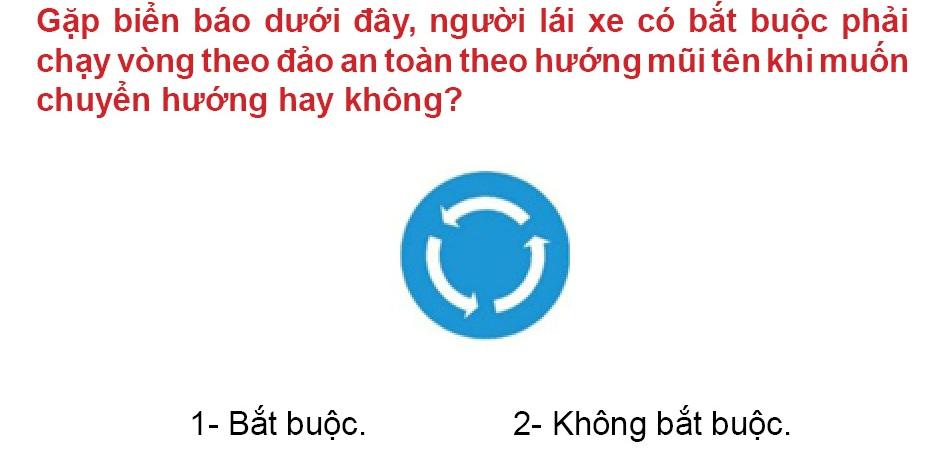 Gặp biển báo dưới đây, người lái xe có bắt buộc phải
chạy vòng theo đảo an toàn theo hướng mũi tên khi muốn
chuyển hướng hay không?
1- Bắt buộc. 2- Không bắt buộc.